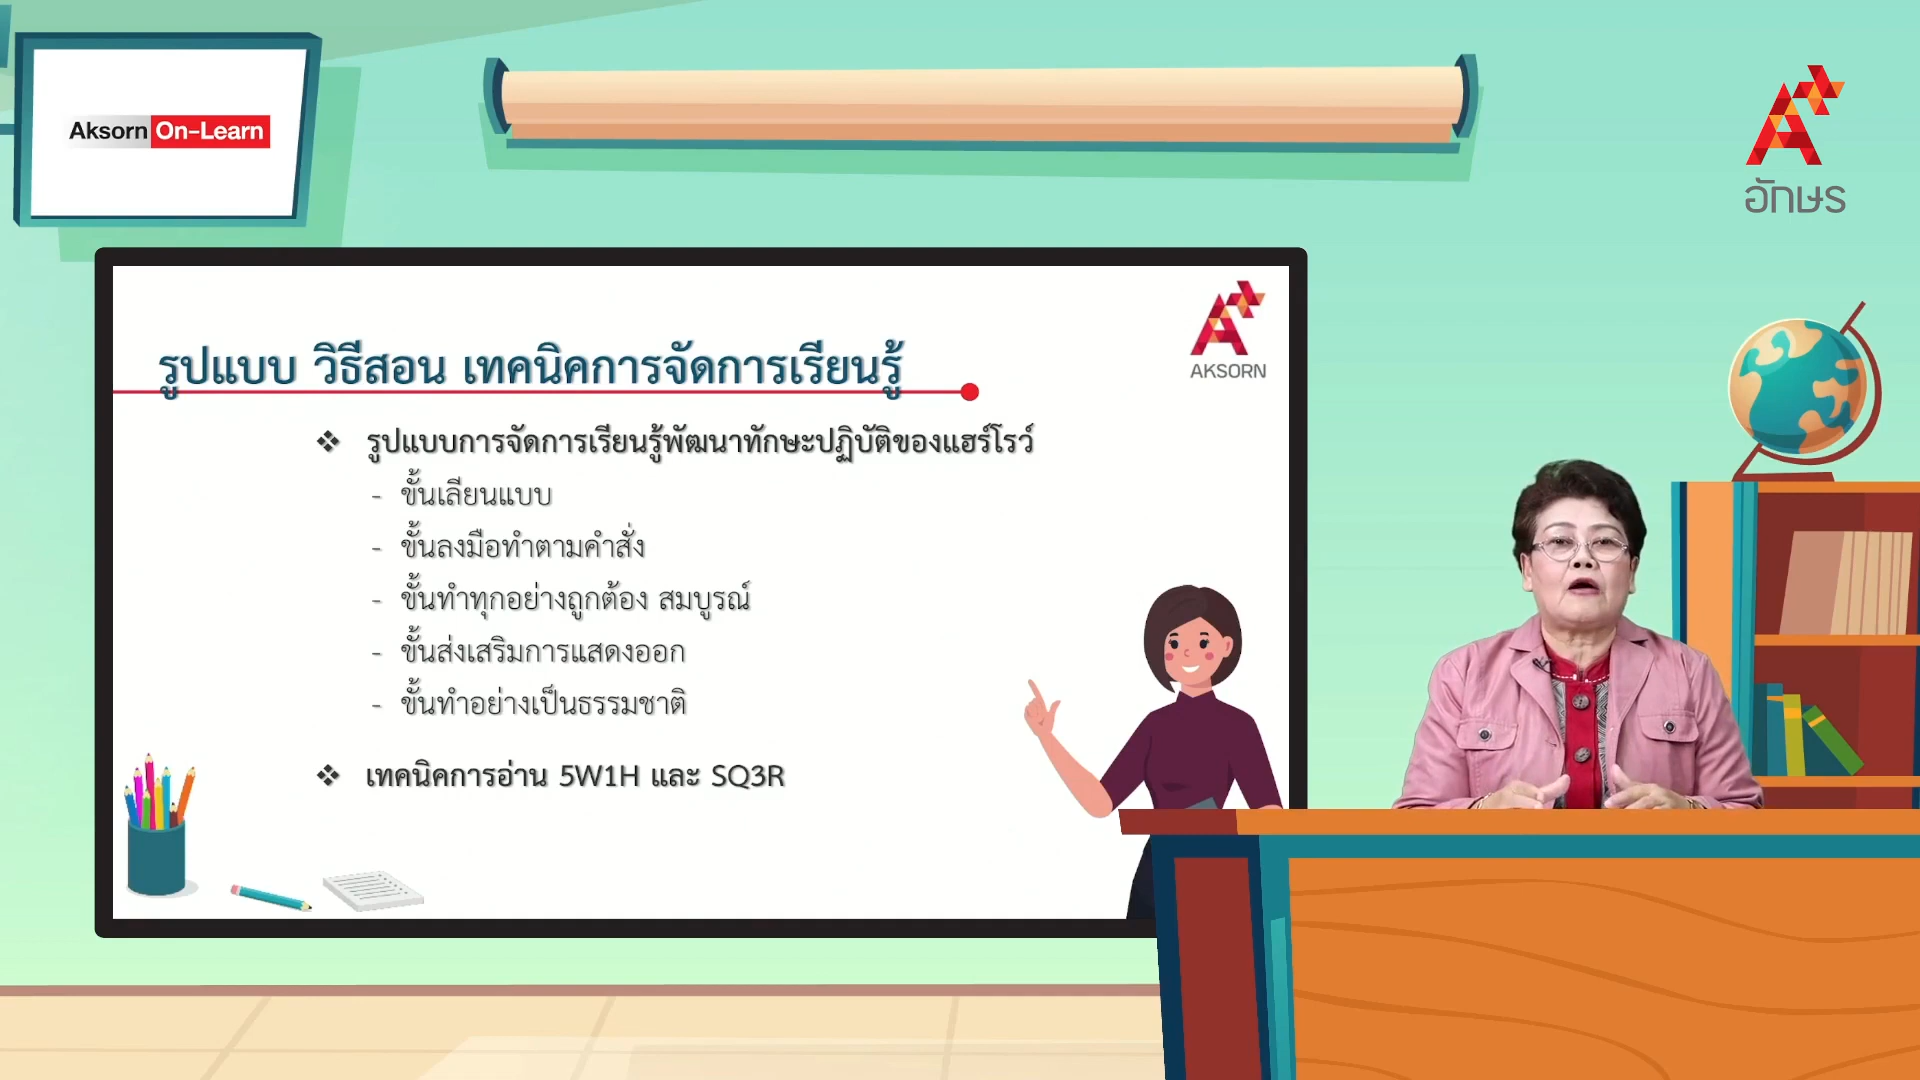 Aksorn On-Learn
อักษร
AKSORN
รูปแบบ วิธีสอน เทคนิคการจัดการเรียนรู้
❖ รูปแบบการจัดการเรียนรู้พัฒนาทักษะปฏิบัติของแฮร์โรว์
- ขั้นเลียนแบบ
- ขั้นลงมือทำตามคำสั่ง
- ขั้นทำทุกอย่างถูกต้อง สมบูรณ์
- ขั้นส่งเสริมการแสดงออก
- ขั้นทำอย่างเป็นธรรมชาติ
❖ เทคนิคการอ่าน 5W1H และ SQ3R